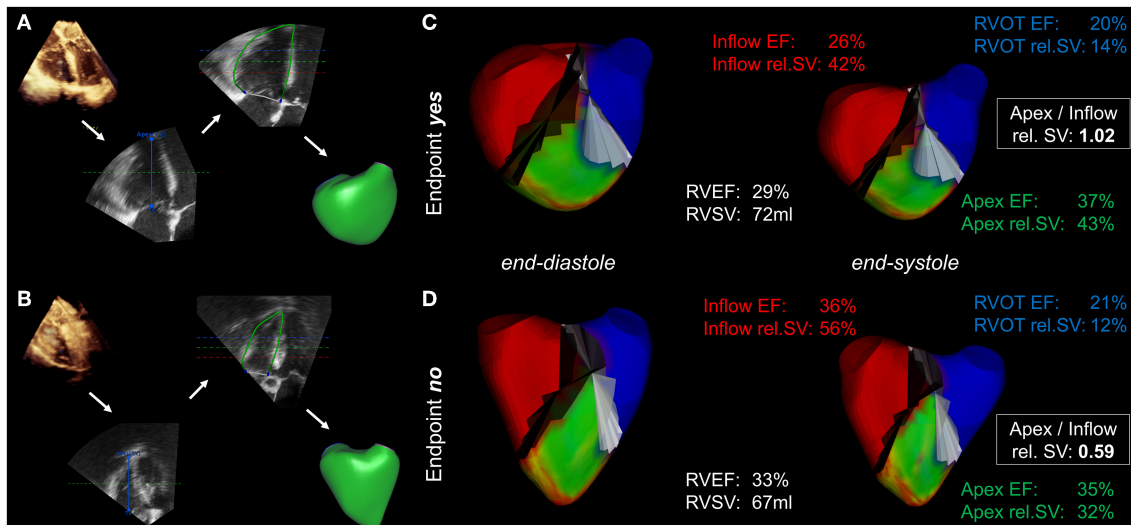 A
B
C
D
Endpoint yes
Endpoint no
Inflow EF: 26%
Inflow rel.SV: 42%
RVOT EF: 20%
RVOT rel.SV: 14%
Apex / Inflow
rel. SV: 1.02
RVEF: 29%
RVSV: 72ml
Apex EF: 37%
Apex rel.SV: 43%
end-diastole
end-systole
Inflow EF: 36%
Inflow rel.SV: 56%
RVOT EF: 21%
RVOT rel.SV: 12%
Apex / Inflow
rel. SV: 0.59
RVEF: 33%
RVSV: 67ml
Apex EF: 35%
Apex rel.SV: 32%